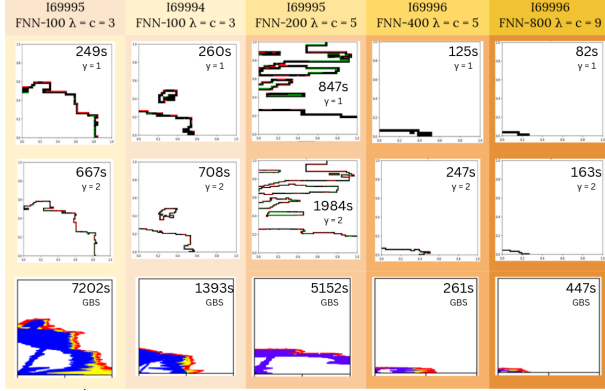 I69995 I69994 I69995 I69996 I69996
FNN-100 λ = c = 3 FNN-100 λ = c = 3 FNN-200 λ = c = 5 FNN-400 λ = c = 5 FNN-800 λ = c = 9
249s 260s 847s 125s 82s
γ = 1 γ = 1 γ = 1 γ = 1 γ = 1
667s 708s 1984s 247s 163s
γ = 2 γ = 2 γ = 2 γ = 2 γ = 2
7202s 1393s 5152s 261s 447s
GBS GBS GBS GBS GBS